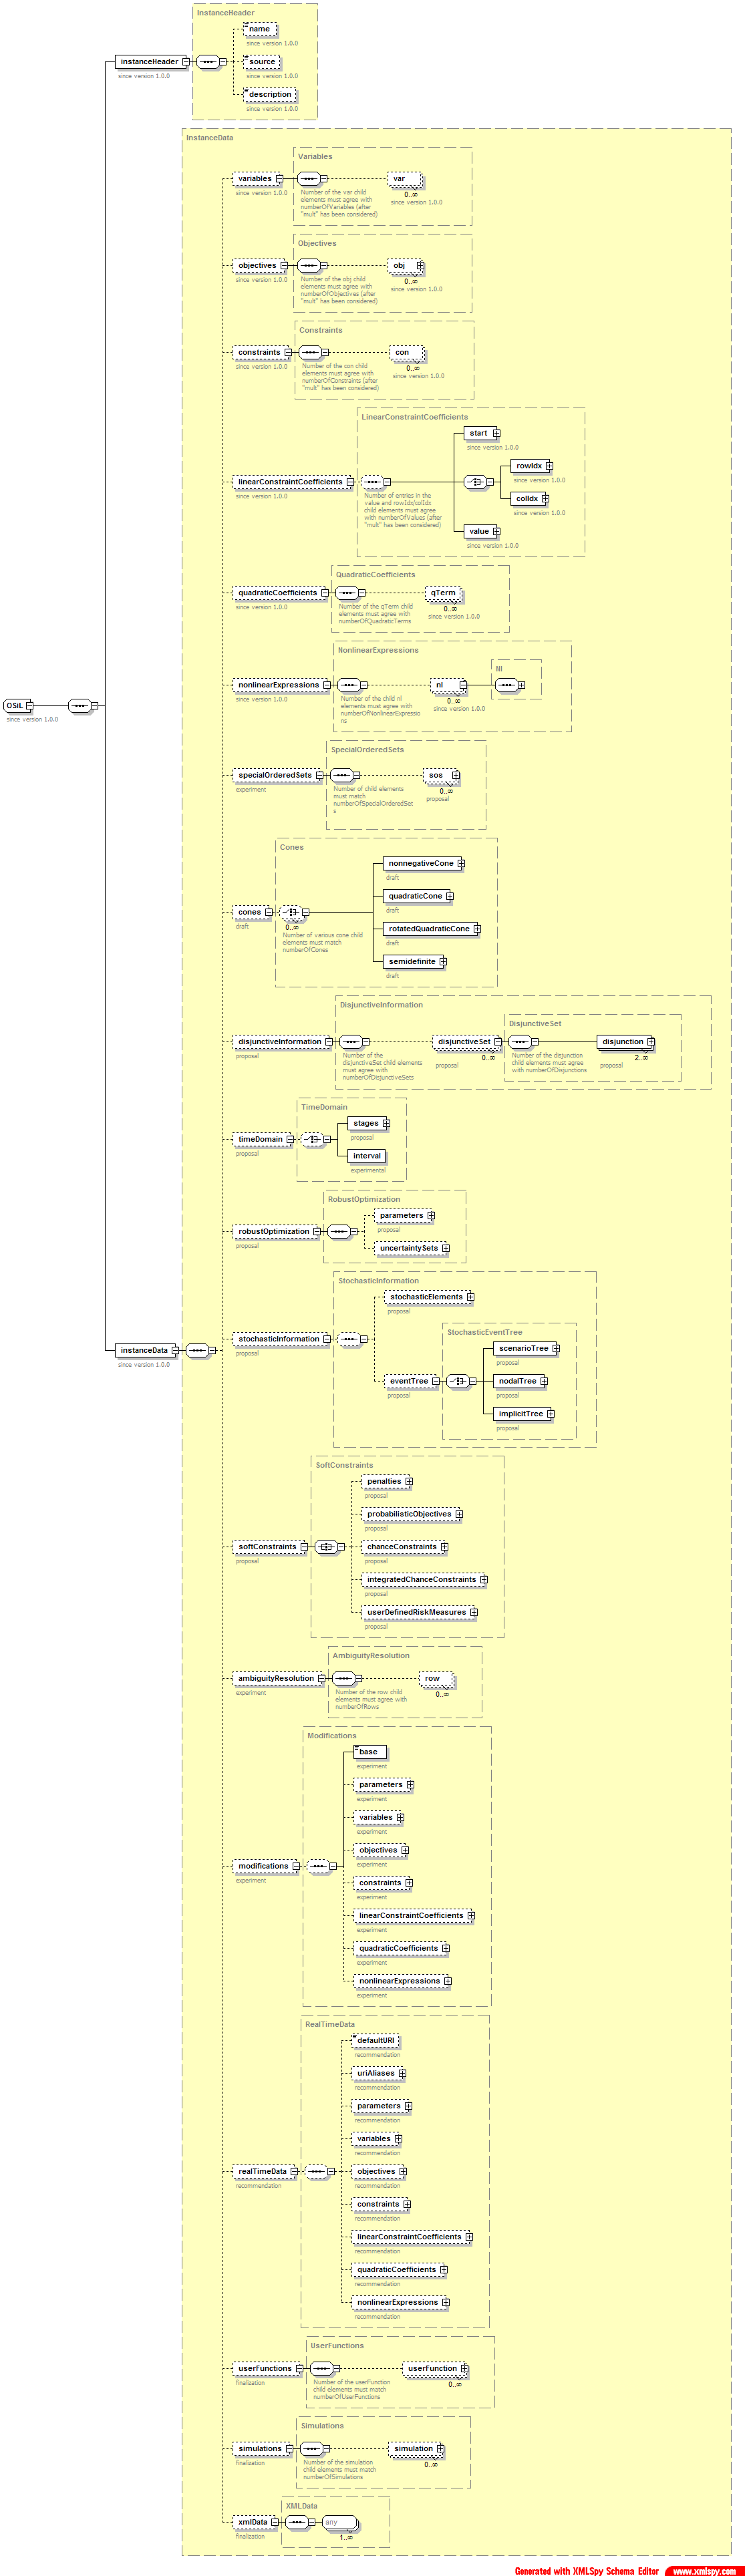 InstanceHeader
name
since version 1.0.0
instanceHeader
since version 1.0.0
source
since version 1.0.0
description
since version 1.0.0
InstanceData
Variables
variables
since version 1.0.0
Number of the var child
elements must agree with
numberOfVariables (after
"mult" has been considered)
var
0..∞
since version 1.0.0
Objectives
objectives
since version 1.0.0
Number of the obj child
elements must agree with
numberOfObjectives (after
"mult" has been considered)
obj
0..∞
since version 1.0.0
Constraints
constraints
since version 1.0.0
Number of the con child
elements must agree with
numberOfConstraints (after
"mult" has been considered)
con
0..∞
since version 1.0.0
LinearConstraintCoefficients
linearConstraintCoefficients
since version 1.0.0
Number of entries in the
value and rowIdx/colIdx
child elements must agree
with numberOfValues (after
"mult" has been considered)
start
since version 1.0.0
rowIdx
since version 1.0.0
colIdx
since version 1.0.0
value
since version 1.0.0
QuadraticCoefficients
quadraticCoefficients
since version 1.0.0
Number of the qTerm child
elements must agree with
numberOfQuadraticTerms
qTerm
0..∞
since version 1.0.0
NonlinearExpressions
nonlinearExpressions
since version 1.0.0
Number of the child nl
elements must agree with
numberOfNonlinearExpressio
ns
nl
0..∞
since version 1.0.0
Nl
OSiL
since version 1.0.0
SpecialOrderedSets
specialOrderedSets
experiment
Number of child elements
must match
numberOfSpecialOrderedSet
s
sos
0..∞
proposal
Cones
cones
draft
0..∞
Number of various cone child
elements must match
numberOfCones
nonnegativeCone
draft
quadraticCone
draft
rotatedQuadraticCone
draft
semidefinite
draft
DisjunctiveInformation
disjunctiveInformation
proposal
Number of the
disjunctiveSet child elements
must agree with
numberOfDisjunctiveSets
disjunctiveSet
0..∞
proposal
DisjunctiveSet
Number of the disjunction
child elements must agree
with numberOfDisjunctions
disjunction
2..∞
proposal
TimeDomain
timeDomain
proposal
stages
proposal
interval
experimental
RobustOptimization
robustOptimization
proposal
parameters
proposal
uncertaintySets
StochasticInformation
stochasticInformation
proposal
stochasticElements
proposal
eventTree
proposal
StochasticEventTree
scenarioTree
proposal
nodalTree
proposal
implicitTree
proposal
instanceData
since version 1.0.0
SoftConstraints
softConstraints
proposal
penalties
proposal
probabilisticObjectives
proposal
chanceConstraints
proposal
integratedChanceConstraints
proposal
userDefinedRiskMeasures
proposal
AmbiguityResolution
ambiguityResolution
experiment
Number of the row child
elements must agree with
numberOfRows
row
0..∞
Modifications
modifications
experiment
base
experiment
parameters
experiment
variables
experiment
objectives
experiment
constraints
experiment
linearConstraintCoefficients
experiment
quadraticCoefficients
experiment
nonlinearExpressions
experiment
RealTimeData
realTimeData
recommendation
defaultURI
recommendation
uriAliases
recommendation
parameters
recommendation
variables
recommendation
objectives
recommendation
constraints
recommendation
linearConstraintCoefficients
recommendation
quadraticCoefficients
recommendation
nonlinearExpressions
recommendation
UserFunctions
userFunctions
finalization
Number of the userFunction
child elements must match
numberOfUserFunctions
userFunction
0..∞
Simulations
simulations
finalization
Number of the simulation
child elements must match
numberOfSimulations
simulation
0..∞
XMLData
xmlData
finalization
any
1..∞
Generated with XMLSpy Schema Editor www.xmlspy.com